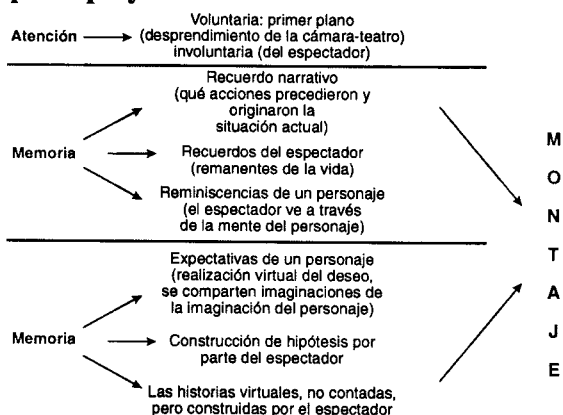 Atención
Voluntaria: primer plano
(desprendimiento de la cámara-teatro)
involuntaria (del espectador)
Memoria
Recuerdo narrativo
(qué acciones precedieron y
originaron la
situación actual)
Recuerdos del espectador
(remanentes de la vida)
Reminiscencias de un personaje
(el espectador ve a través
de la mente del personaje)
Memoria
Expectativas de un personaje
(realización virtual del deseo,
se comparten imaginaciones de
la imaginación del personaje)
Construcción de hipótesis por
parte del espectador
Las historias virtuales, no contadas,
pero construidas por el espectador
M
O
N
T
A
J
E